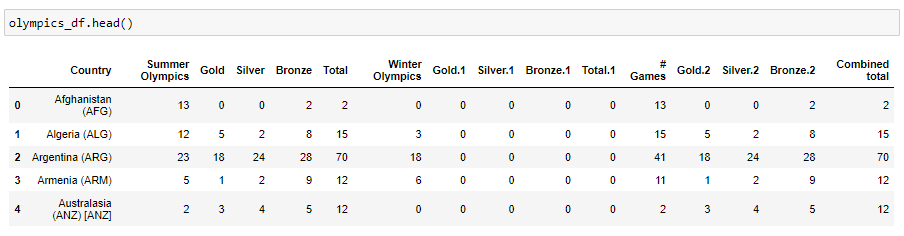 olympics_df.head()
Country Summer Olympics Gold Silver Bronze Total Winter Olympics Gold.1 Silver.1 Bronze.1 Total.1 # Games Gold.2 Silver.2 Bronze.2 Combined total
0 Afghanistan (AFG) 13 0 0 2 2 0 0 0 0 0 13 0 0 2 2
1 Algeria (ALG) 12 5 2 8 15 3 0 0 0 0 15 5 2 8 15
2 Argentina (ARG) 23 18 24 28 70 18 0 0 0 0 41 18 24 28 70
3 Armenia (ARM) 5 1 2 9 12 6 0 0 0 0 11 1 2 9 12
4 Australasia (ANZ) [ANZ] 2 3 4 5 12 0 0 0 0 0 2 3 4 5 12